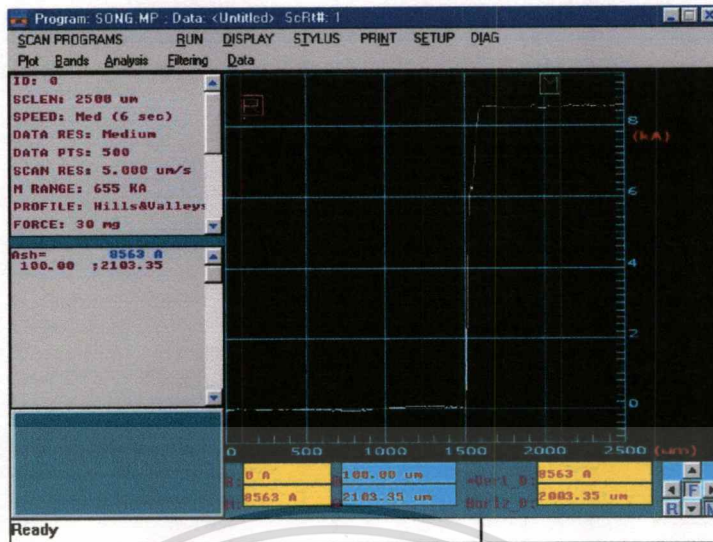 Program: SONG.MP : Data: <Untitled> ScRt#: 1
SCAN PROGRAMS RUN DISPLAY STYLUS PRINT SETUP DIAG
Plot Bands Analysis Filtering Data
ID: 0
SCLEN: 2500 um
SPEED: Med (6 sec)
DATA RES: Medium
DATA PTS: 500
SCAN RES: 5.000 um/s
M RANGE: 655 KA
PROFILE: Hills&Valleys
FORCE: 30 mg
Ash= 8563 A
100.00 ;2103.35
R
M
8
(kA)
6
4
2
0
0 500 1000 1500 2000 2500 (um)
R: 0 A 100.00 um Vert_D: 8563 A
M: 8563 A 2103.35 um Horiz_D: 2003.35 um
F
R M
Ready